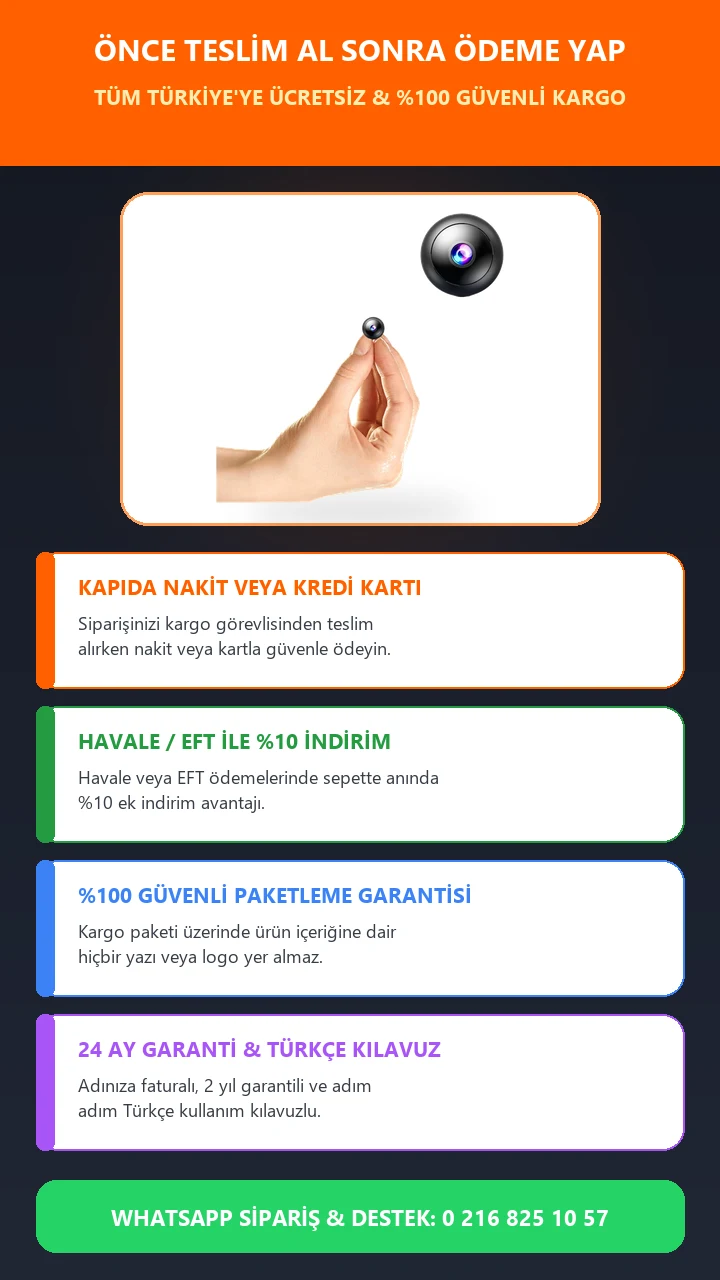 ÖNCE TESLİM AL SONRA ÖDEME YAP
TÜM TÜRKİYE'YE ÜCRETSİZ & %100 GÜVENLİ KARGO
KAPIDA NAKİT VEYA KREDİ KARTI
Siparişinizi kargo görevlisinden teslim
alırken nakit veya kartla güvenle ödeyin.
HAVALE / EFT İLE %10 İNDİRİM
Havale veya EFT ödemelerinde sepette anında
%10 ek indirim avantajı.
%100 GÜVENLİ PAKETLEME GARANTİSİ
Kargo paketi üzerinde ürün içeriğine dair
hiçbir yazı veya logo yer almaz.
24 AY GARANTİ & TÜRKÇE KILAVUZ
Adınıza faturalı, 2 yıl garantili ve adım
adım Türkçe kullanım kılavuzlu.
WHATSAPP SİPARİŞ & DESTEK: 0 216 825 10 57